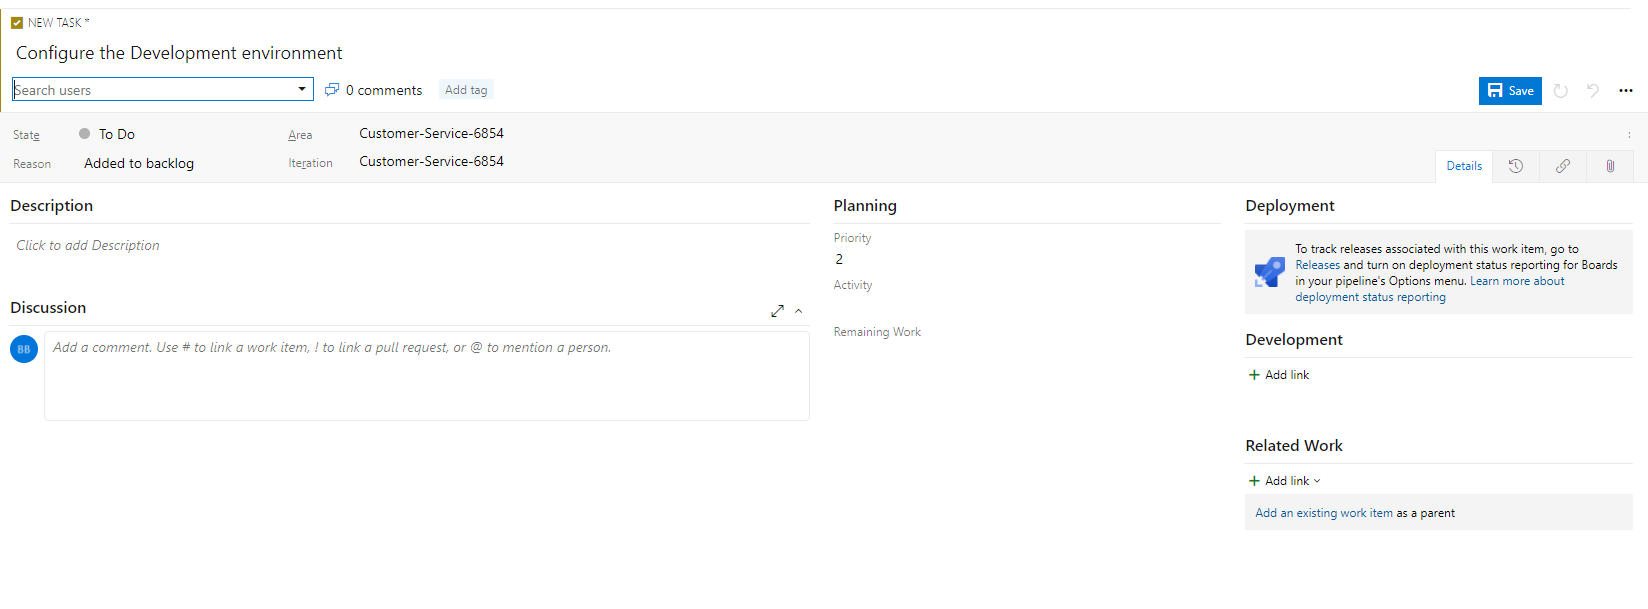 NEW TASK *
Configure the Development environment
Search users
0 comments
Add tag
Save
State
To Do
Area
Customer-Service-6854
Reason
Added to backlog
Iteration
Customer-Service-6854
Details
Description
Click to add Description
Discussion
BB
Add a comment. Use # to link a work item, ! to link a pull request, or @ to mention a person.
Planning
Priority
2
Activity
Remaining Work
Deployment
To track releases associated with this work item, go to
Releases and turn on deployment status reporting for Boards
in your pipeline's Options menu. Learn more about
deployment status reporting
Development
+ Add link
Related Work
+ Add link
Add an existing work item as a parent